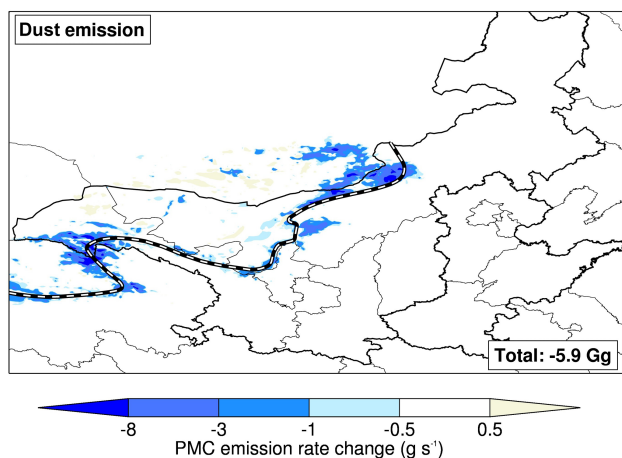 Dust emission
Total: -5.9 Gg
-8 -3 -1 -0.5 0.5
PMC emission rate change (g s⁻¹)